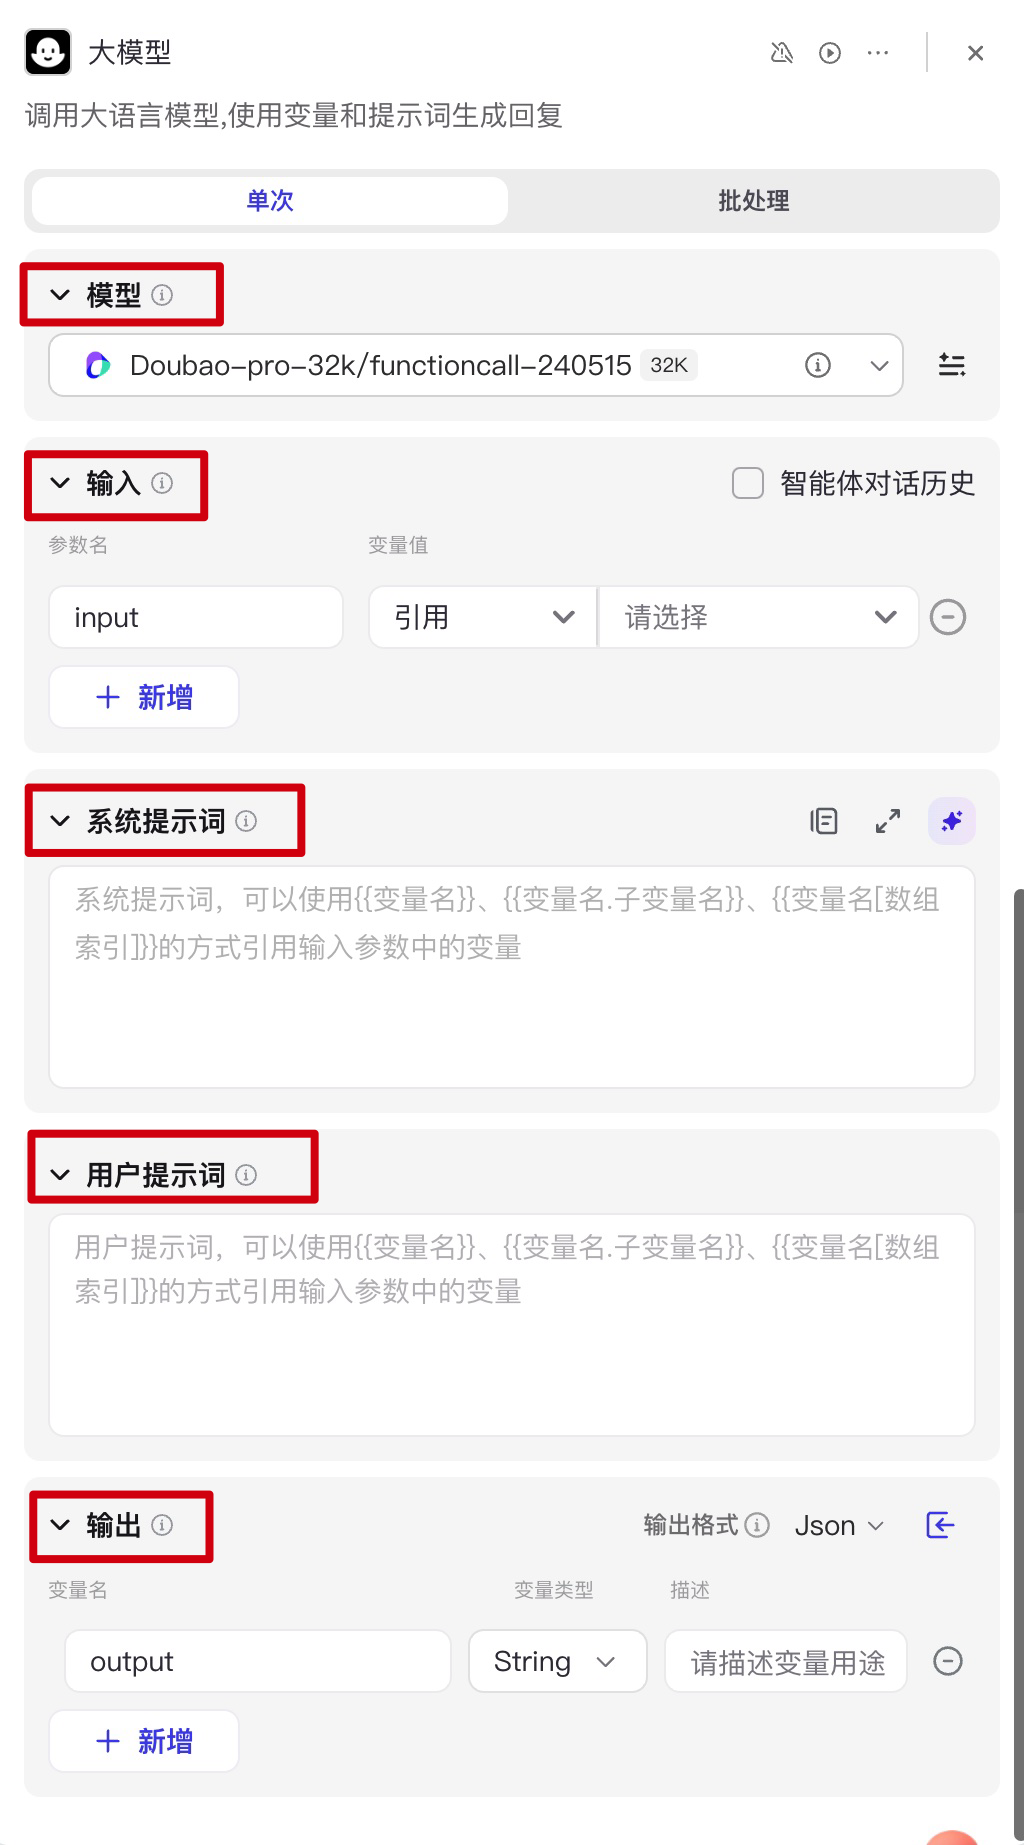 大模型
调用大语言模型,使用变量和提示词生成回复
单次 批处理
模型
Doubao-pro-32k/functioncall-240515 32K
输入 智能体对话历史
参数名 变量值
input 引用 请选择
新增
系统提示词
系统提示词，可以使用{{变量名}}、{{变量名.子变量名}}、{{变量名[数组
索引]}}的方式引用输入参数中的变量
用户提示词
用户提示词，可以使用{{变量名}}、{{变量名.子变量名}}、{{变量名[数组
索引]}}的方式引用输入参数中的变量
输出 输出格式 Json
变量名 变量类型 描述
output String 请描述变量用途
新增